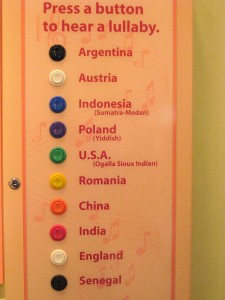 Press a button
to hear a lullaby.
Argentina
Austria
Indonesia
(Sumatra-Medan)
Poland
(Yiddish)
U.S.A.
(Ogalla Sioux Indian)
Romania
China
India
England
Senegal